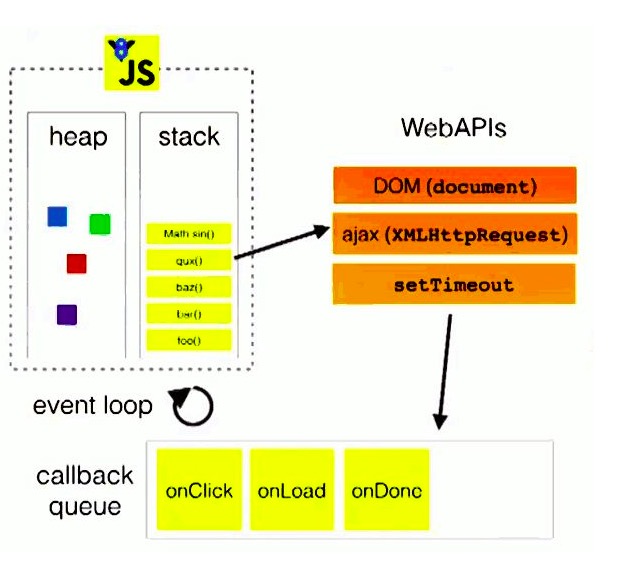 JS
heap
stack
Math sin()
qux()
baz()
bar()
foo()
WebAPIs
DOM (document)
ajax (XMLHttpRequest)
setTimeout
event loop
callback
queue
onClick
onLoad
onDone